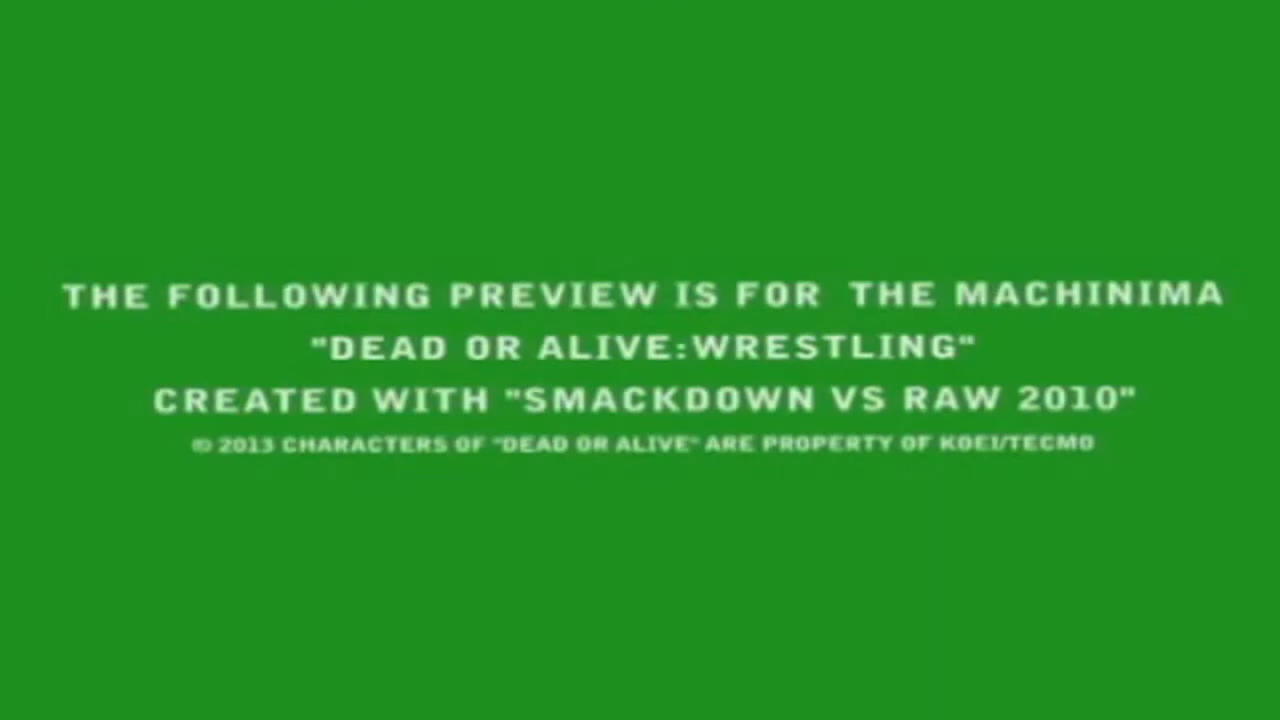 THE FOLLOWING PREVIEW IS FOR THE MACHINIMA
"DEAD OR ALIVE:WRESTLING"
CREATED WITH "SMACKDOWN VS RAW 2010"
© 2013 CHARACTERS OF "DEAD OR ALIVE" ARE PROPERTY OF KOEI/TECMO